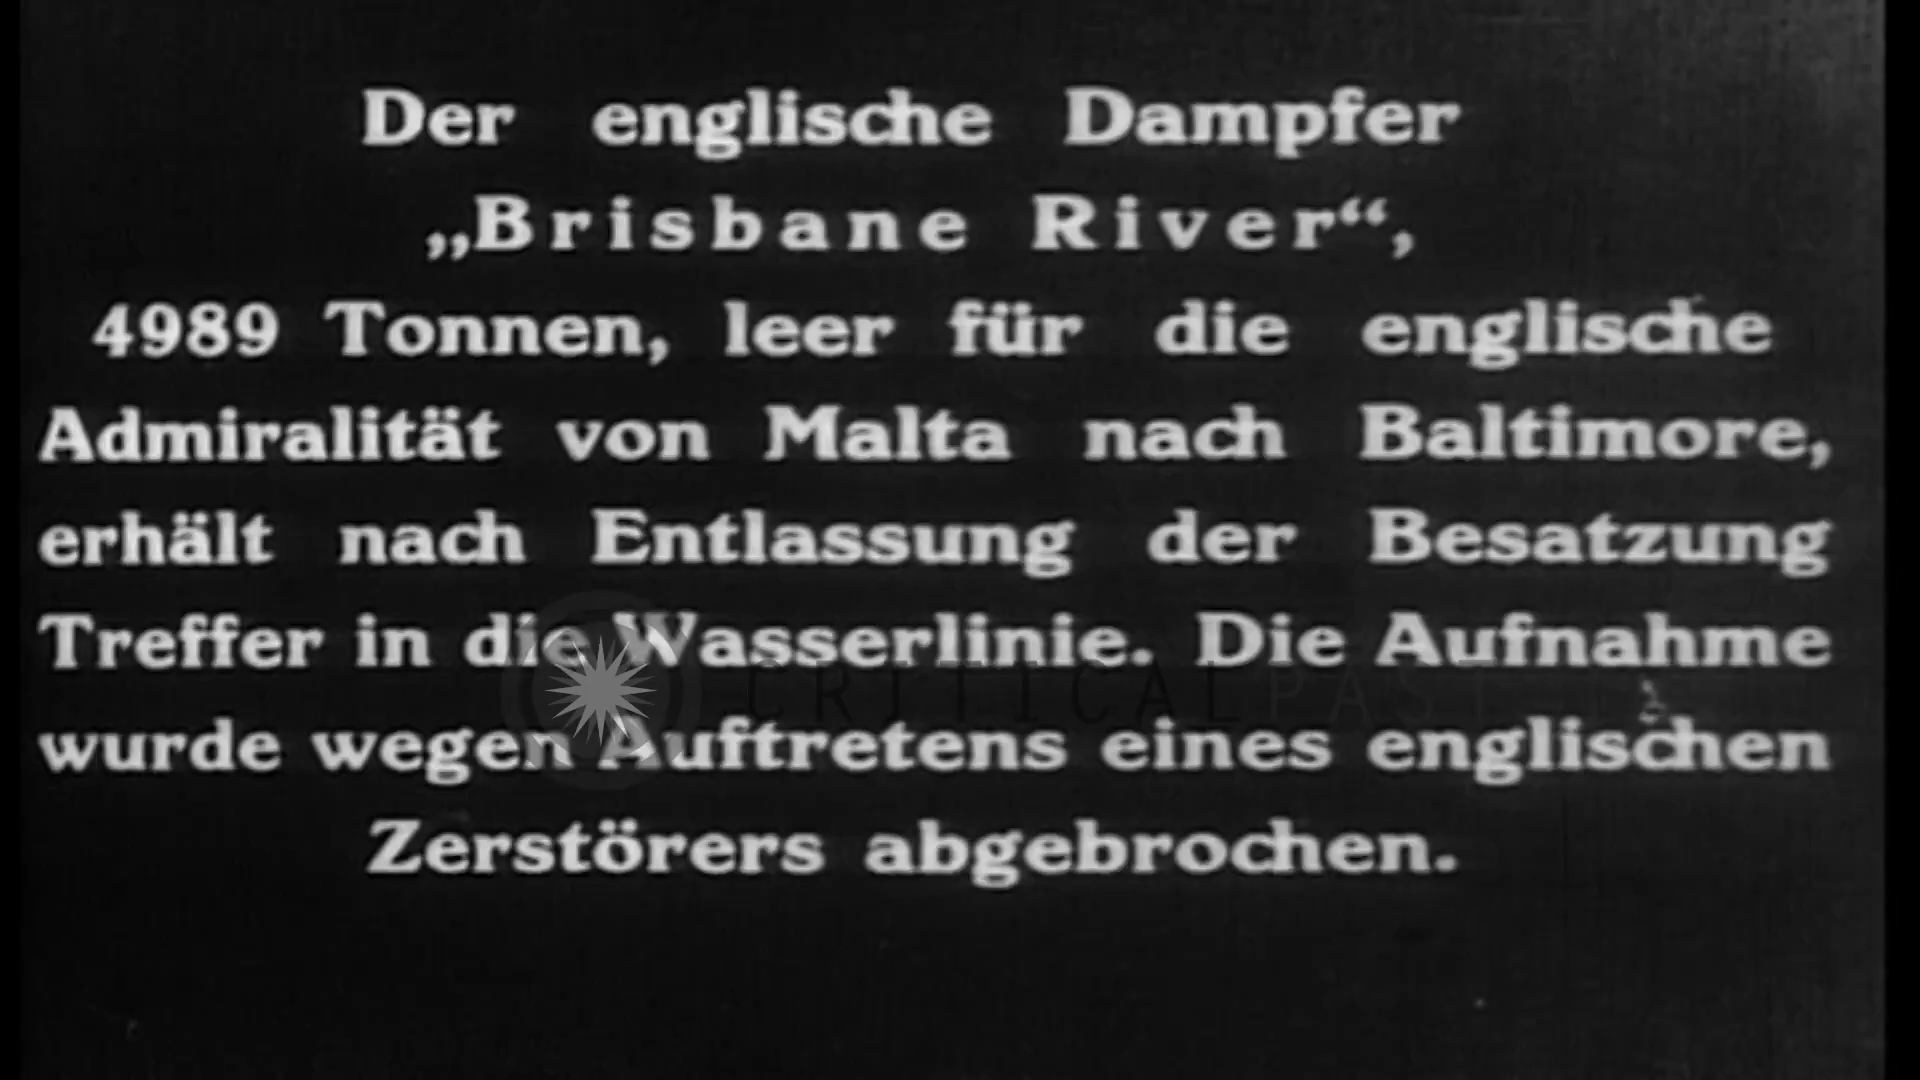 Der englische Dampfer
„Brisbane River“,
4989 Tonnen, leer für die englische
Admiralität von Malta nach Baltimore,
erhält nach Entlassung der Besatzung
Treffer in die Wasserlinie. Die Aufnahme
CRITICALPAST
wurde wegen Auftretens eines englischen
Zerstörers abgebrochen.